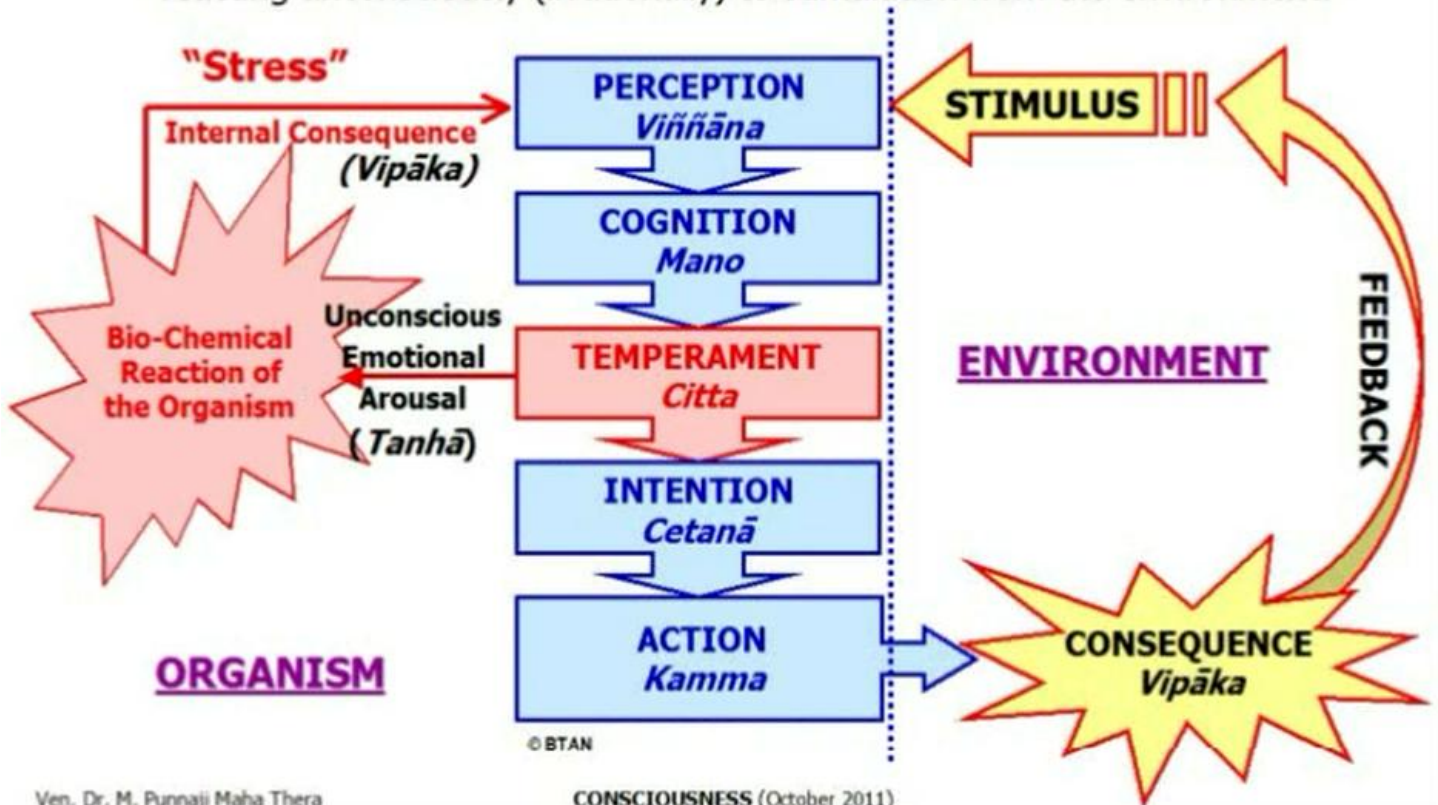 "Stress"
Internal Consequence
(Vipāka)
PERCEPTION
Viññāna
STIMULUS
COGNITION
Mano
Unconscious
Emotional
Arousal
(Tanhā)
Bio-Chemical
Reaction of
the Organism
TEMPERAMENT
Citta
ENVIRONMENT
FEEDBACK
INTENTION
Cetanā
ACTION
Kamma
CONSEQUENCE
Vipāka
ORGANISM
© BTAN
Ven. Dr. M. Punnaji Maha Thera
CONSCIOUSNESS (October 2011)